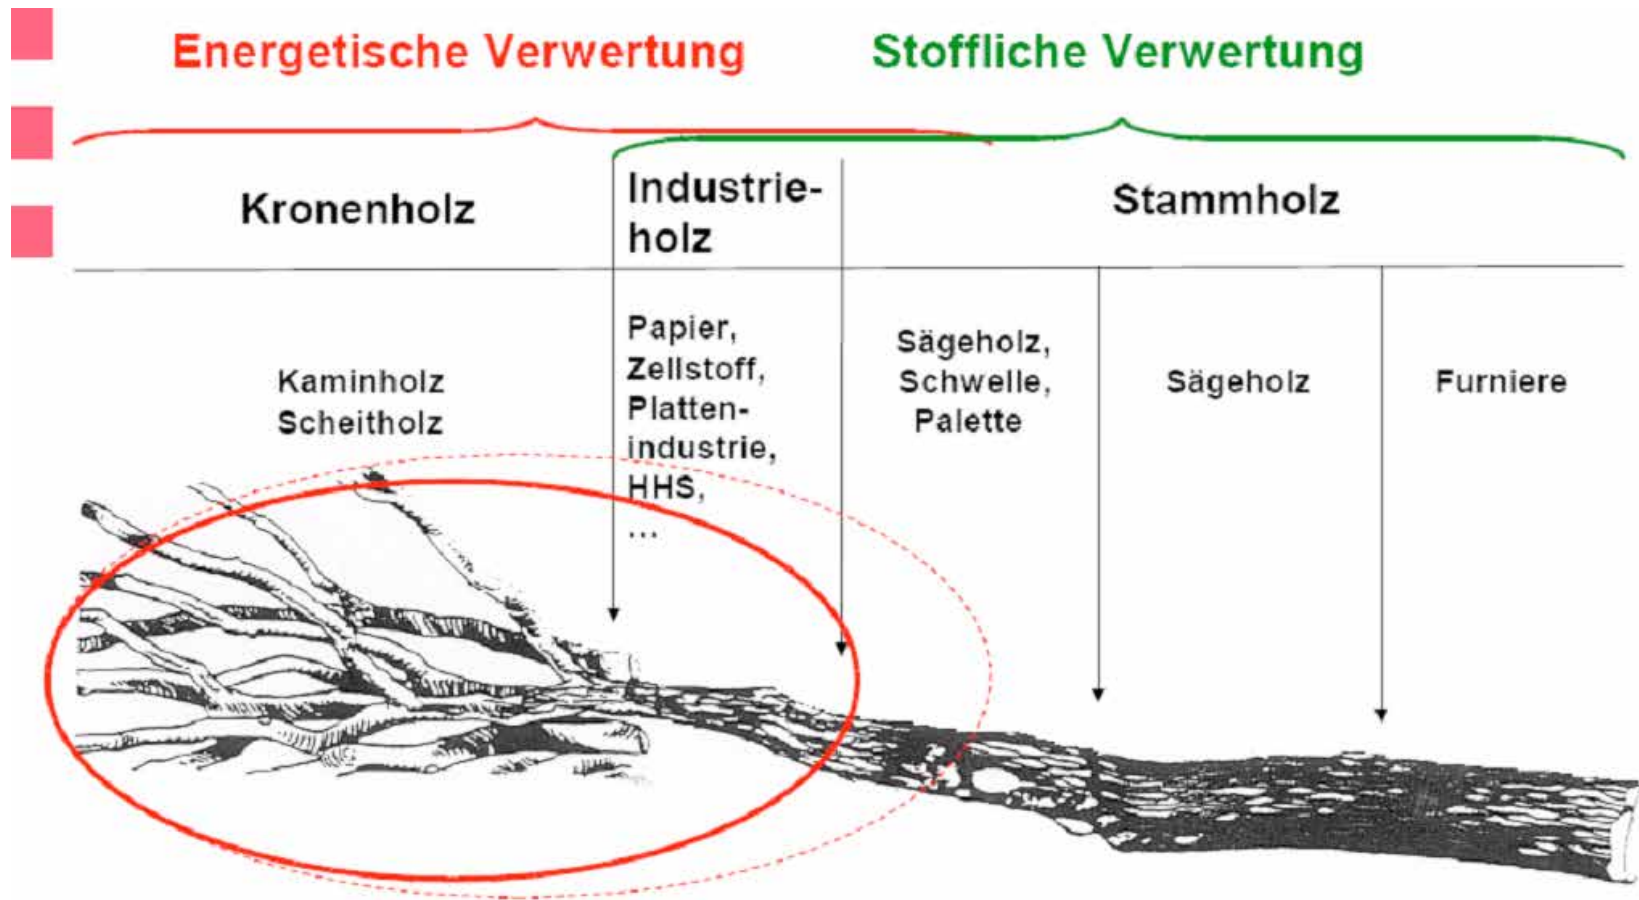 Energetische Verwertung
Stoffliche Verwertung
Kronenholz
Industrie-
holz
Stammholz
Kaminholz
Scheitholz
Papier,
Zellstoff,
Platten-
industrie,
HHS,
...
Sägeholz,
Schwelle,
Palette
Sägeholz
Furniere